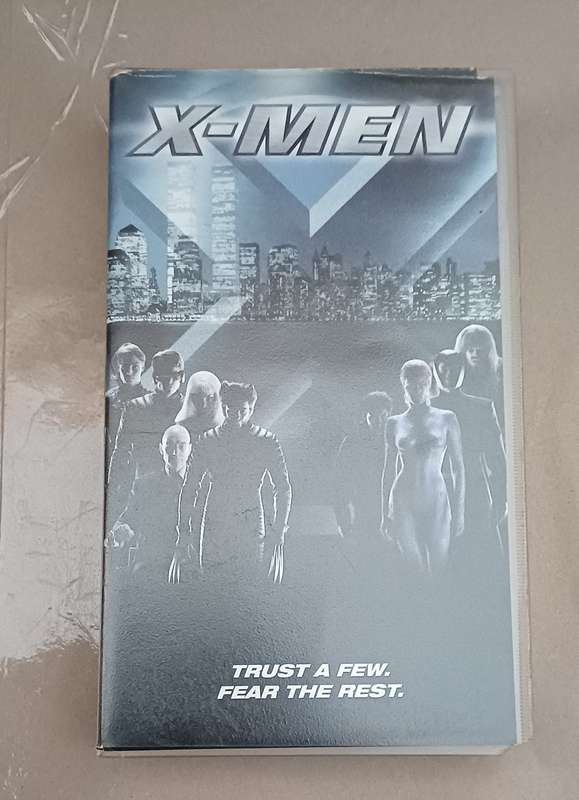 X-MEN
TRUST A FEW.
FEAR THE REST.